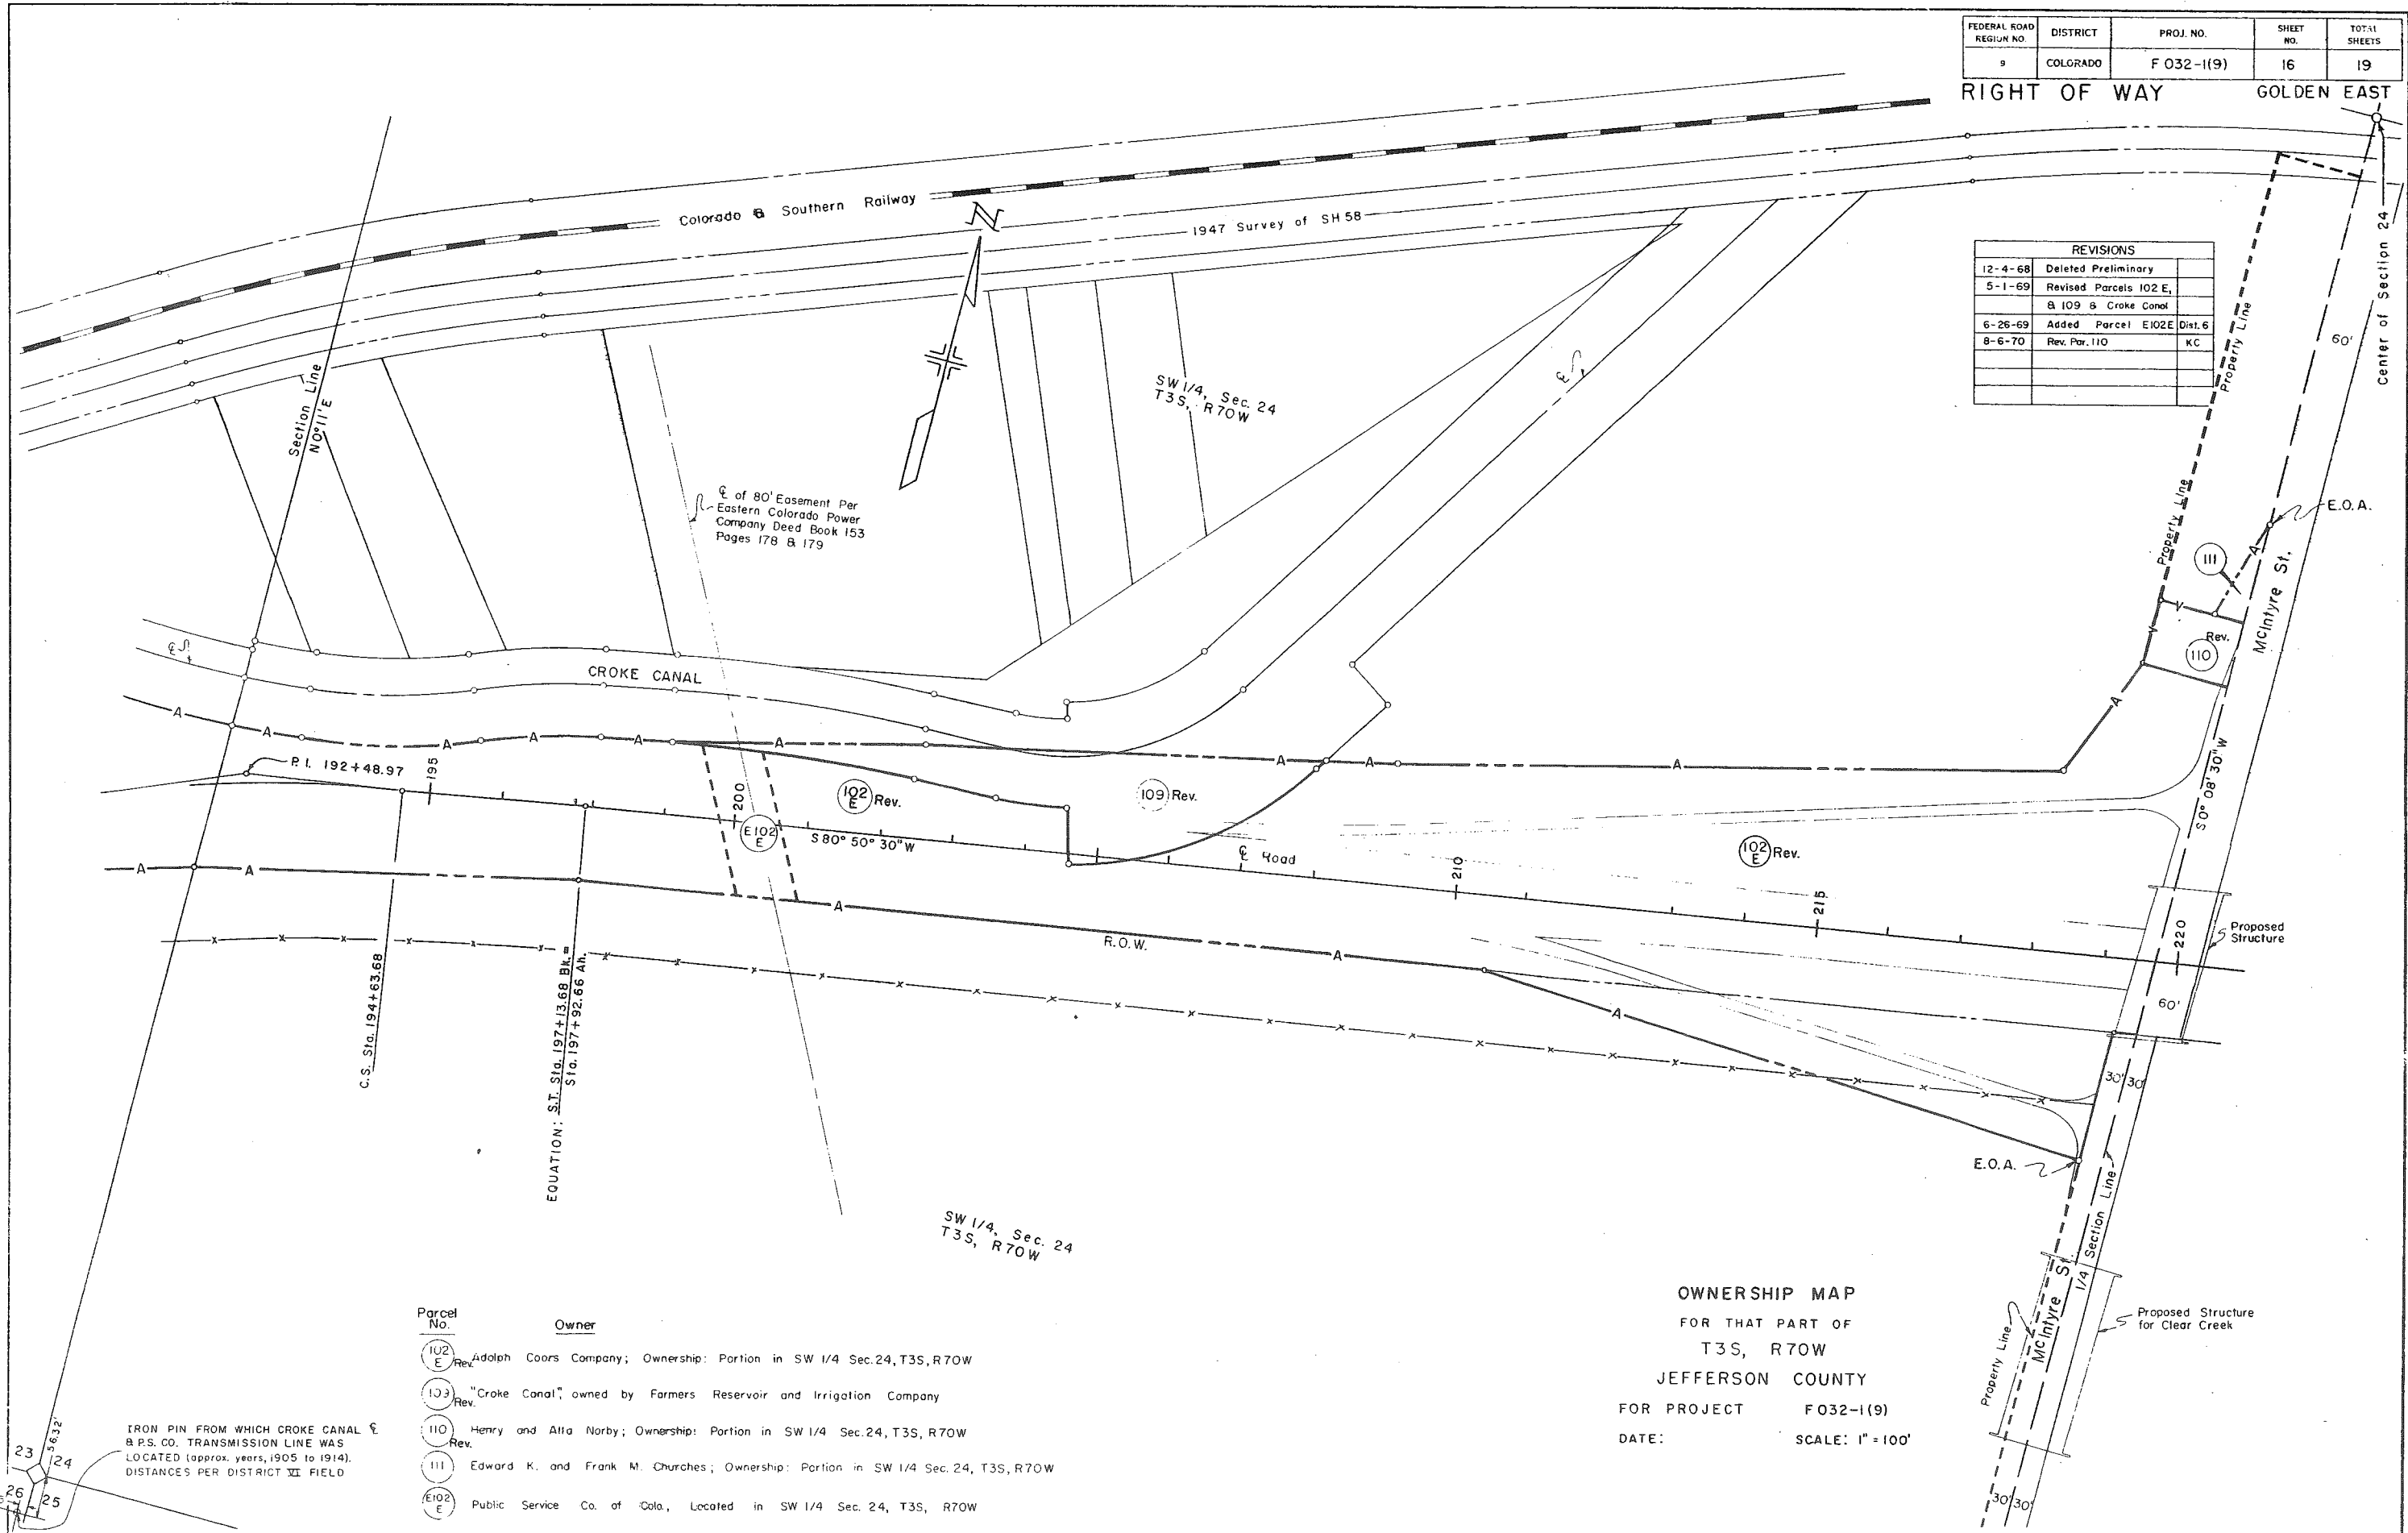 FEDERAL ROAD REGION NO. DISTRICT PROJ. NO. SHEET NO. TOTAL SHEETS
9 COLORADO F 032-1(9) 16 19
RIGHT OF WAY GOLDEN EAST
Colorado & Southern Railway
1947 Survey of SH 58
N
REVISIONS
12-4-68 Deleted Preliminary
5-1-69 Revised Parcels 102 E,
& 109 & Croke Canal
6-26-69 Added Parcel E102E Dist. 6
8-6-70 Rev. Par. 110 KC
Center of Section 24
60'
Property Line
Property Line
Section Line
N0°11'E
SW 1/4, Sec. 24
T3S, R70W
℄
℄ of 80' Easement Per
Eastern Colorado Power
Company Deed Book 153
Pages 178 & 179
E.O.A.
111
A
McIntyre St.
V
V
Rev.
110
A
℄
CROKE CANAL
A
A
A
A
A
A
A
A
A
P.I. 192+48.97
195
200
102
E Rev.
109 Rev.
E102
E
S 80° 50° 30" W
℄ Road
210
102
E Rev.
215
S 0° 08' 30" W
220
Proposed
Structure
A
A
A
R.O.W.
A
A
60'
30' 30'
C.S. Sta. 194+63.68
EQUATION: S.T. Sta. 197+13.68 Bk.=
Sta. 197+92.66 Ah.
E.O.A.
SW 1/4, Sec. 24
T3S, R70W
1/4 Section Line
McIntyre St
Property Line
Proposed Structure
for Clear Creek
30' 30'
OWNERSHIP MAP
FOR THAT PART OF
T3S, R70W
JEFFERSON COUNTY
FOR PROJECT F 032-1(9)
DATE: SCALE: 1" = 100'
Parcel
No. Owner
102
E Rev. Adolph Coors Company; Ownership: Portion in SW 1/4 Sec. 24, T3S, R70W
109 Rev. "Croke Canal", owned by Farmers Reservoir and Irrigation Company
110 Rev. Henry and Alta Norby; Ownership: Portion in SW 1/4 Sec. 24, T3S, R70W
111 Edward K. and Frank M. Churches; Ownership: Portion in SW 1/4 Sec. 24, T3S, R70W
E102
E Public Service Co. of Colo., Located in SW 1/4 Sec. 24, T3S, R70W
IRON PIN FROM WHICH CROKE CANAL ℄
& P.S. CO. TRANSMISSION LINE WAS
LOCATED (approx. years, 1905 to 1914).
DISTANCES PER DISTRICT VI FIELD
56.32'
23 24
26 25